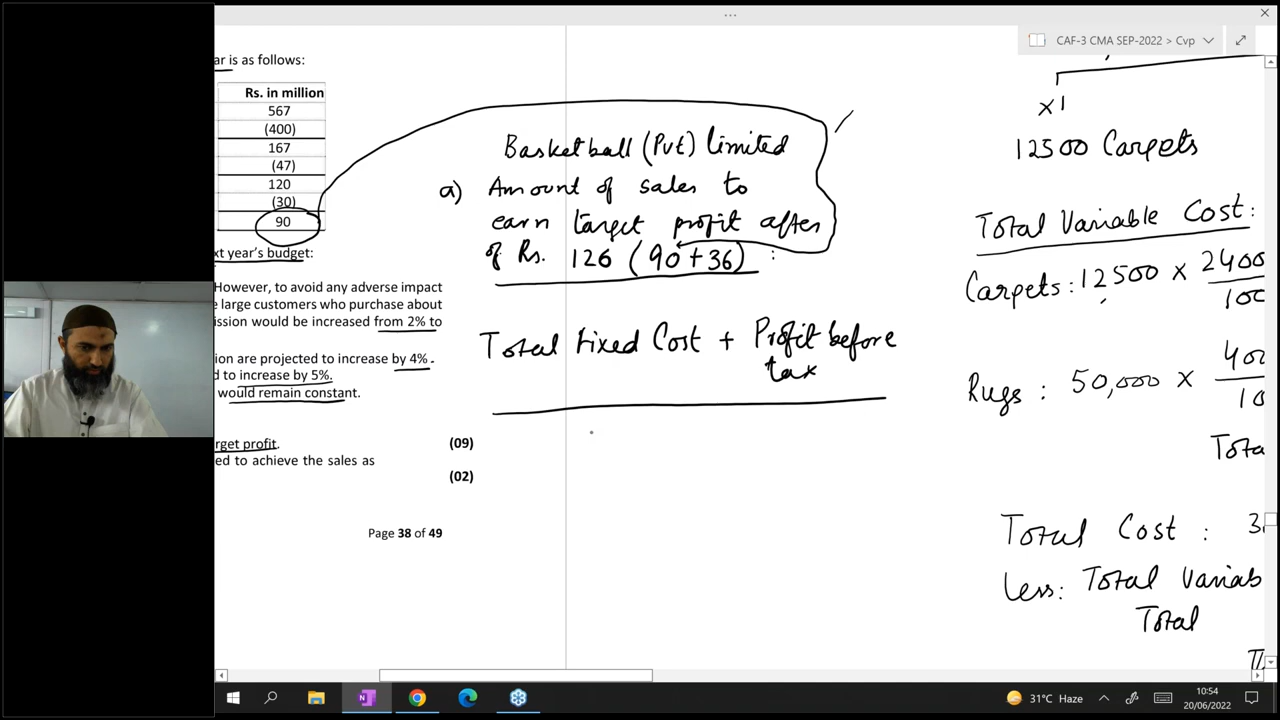 CAF-3 CMA SEP-2022 > Cvp
ar is as follows:
Rs. in million
567
(400)
167
(47)
120
(30)
90
xt year's budget:
However, to avoid any adverse impact
e large customers who purchase about
ission would be increased from 2% to
ion are projected to increase by 4%.
d to increase by 5%.
would remain constant.
rget profit.
(09)
ed to achieve the sales as
(02)
Page 38 of 49
Basketball (Pvt) limited
a) Amount of sales to
earn target profit after
of Rs. 126 (90+36) :
Total Fixed Cost + Profit before
tax
x1
12500 Carpets
Total Variable Cost:
Carpets: 12500 x 2400
100
Rugs: 50,000 x 400
10
Tota
Total Cost : 3
less: Total Variab
Total
T
31°C Haze
10:54
20/06/2022